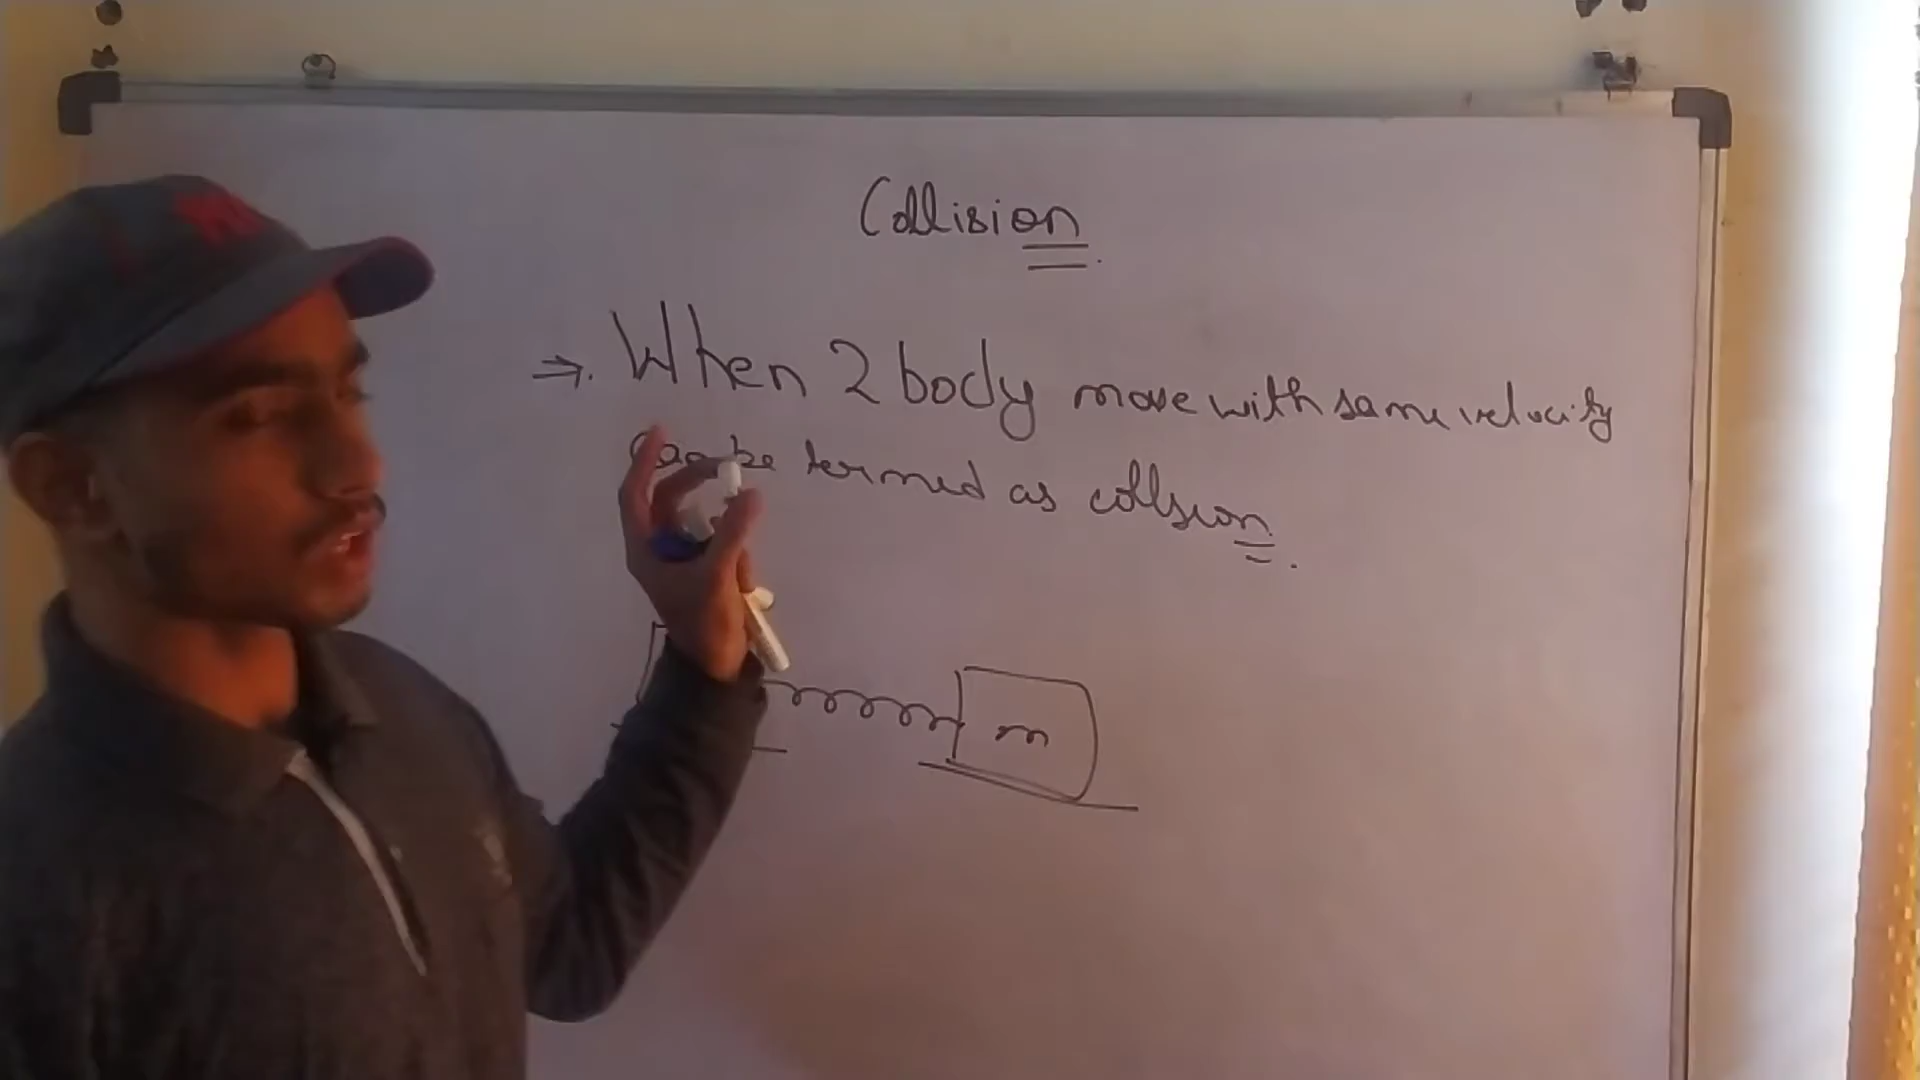 Collision
⇒. When 2 body move with same velocity
Can be termed as collsion.
m